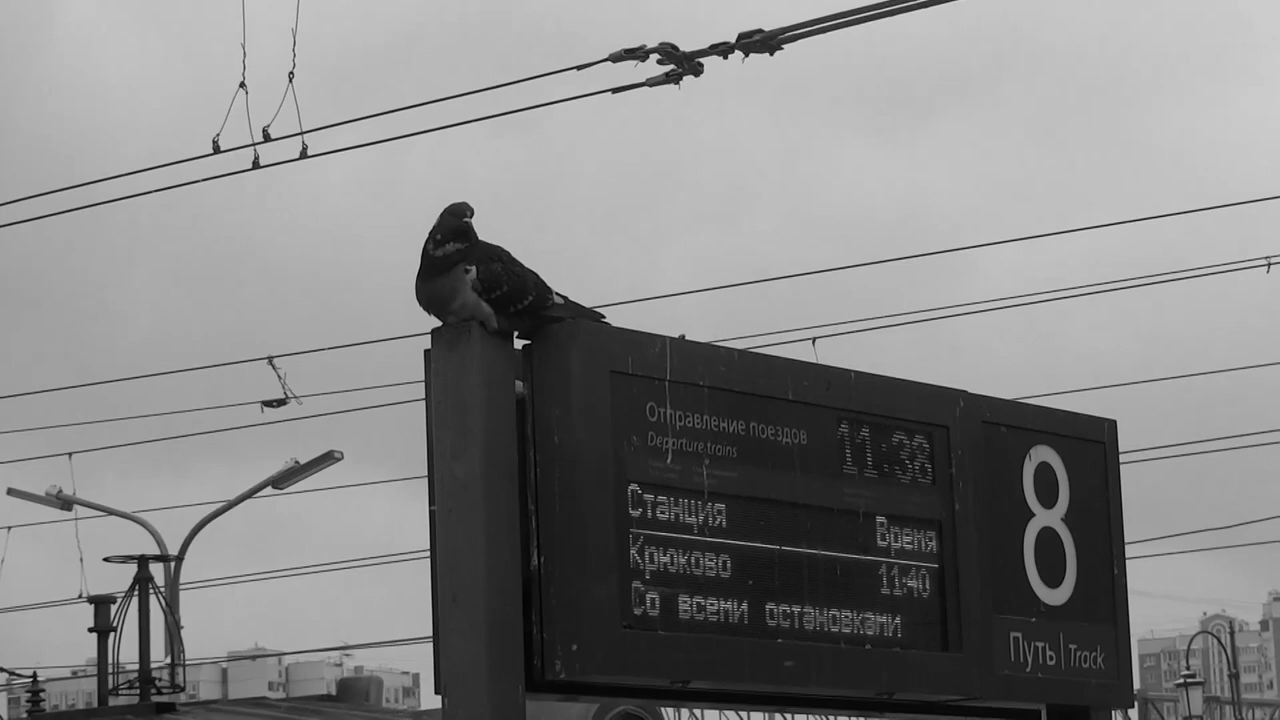 Отправление поездов
Departure trains
11:38
Станция Время
Крюково 11:40
Со всеми остановками
8
Путь | Track